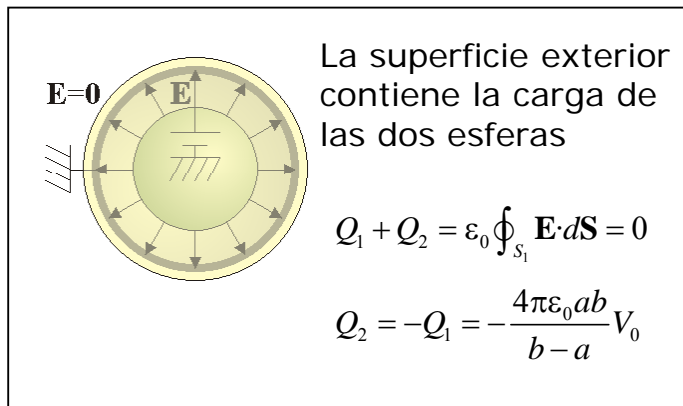 La superficie exterior
contiene la carga de
las dos esferas
E=0
E
Q₁ + Q₂ = ε₀ ∮_{S₁} E·dS = 0
Q₂ = −Q₁ = −\frac{4πε₀ab}{b − a} V₀